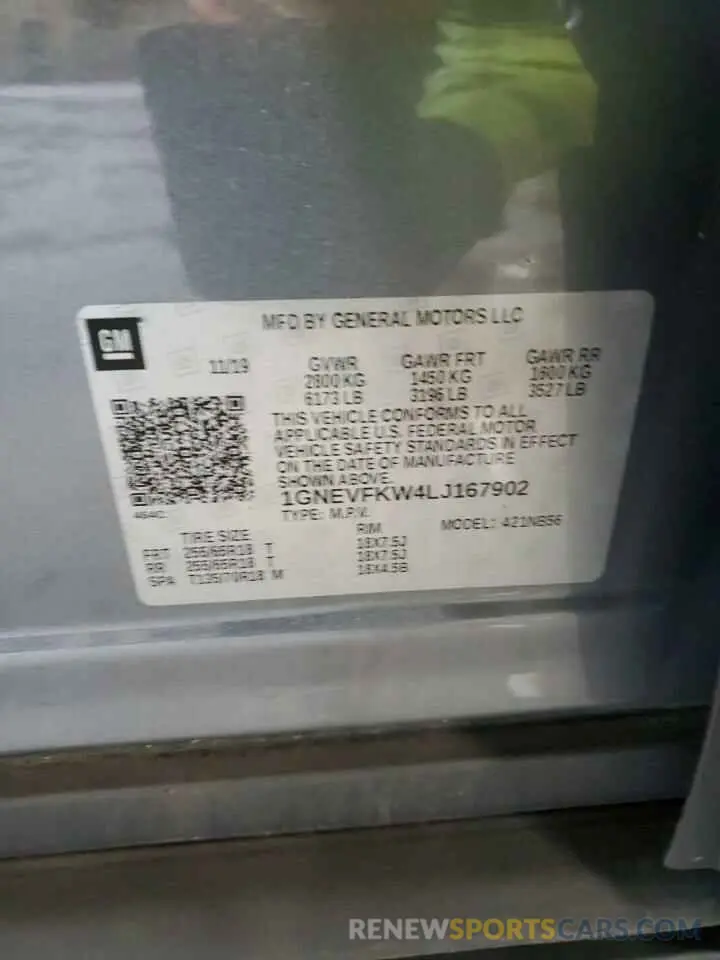 GM
MFD BY GENERAL MOTORS LLC
11/19 GVWR GAWR FRT GAWR RR
2800 KG 1450 KG 1600 KG
6173 LB 3196 LB 3527 LB
THIS VEHICLE CONFORMS TO ALL
APPLICABLE U.S. FEDERAL MOTOR
VEHICLE SAFETY STANDARDS IN EFFECT
ON THE DATE OF MANUFACTURE
SHOWN ABOVE.
1GNEVFKW4LJ167902
TYPE: M.P.V. MODEL: 421NB56
TIRE SIZE RIM
FRT 255/65R18 T 18X7.5J
RR 255/65R18 T 18X7.5J
SPA T135/70R18 M 18X4.5B
RENEWSPORTSCARS.COM